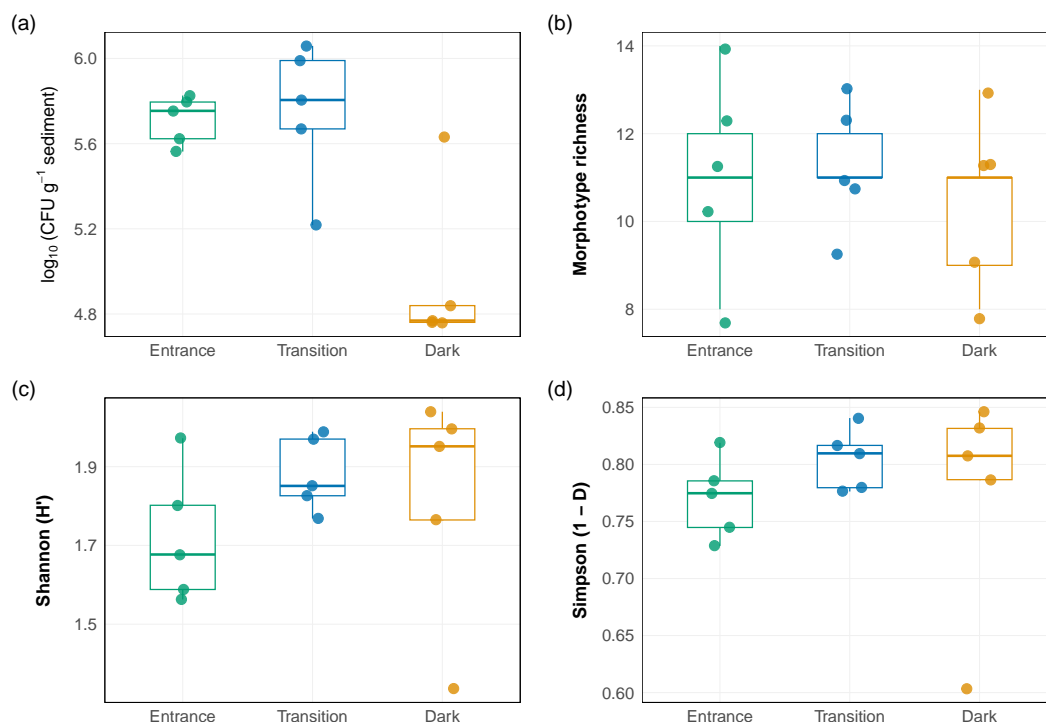 (a)
log₁₀ (CFU g⁻¹ sediment)
6.0
5.6
5.2
4.8
Entrance Transition Dark
(b)
Morphotype richness
14
12
10
8
Entrance Transition Dark
(c)
Shannon (H')
1.9
1.7
1.5
Entrance Transition Dark
(d)
Simpson (1 − D)
0.85
0.80
0.75
0.70
0.65
0.60
Entrance Transition Dark